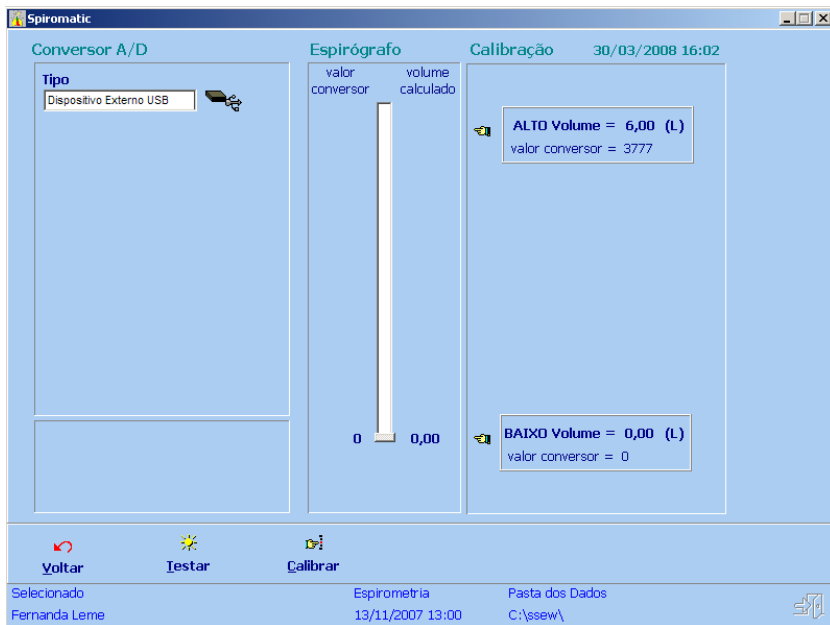 Spiromatic
Conversor A/D
Tipo
Dispositivo Externo USB
Espirógrafo
valor conversor
volume calculado
0
0,00
Calibração 30/03/2008 16:02
ALTO Volume = 6,00 (L)
valor conversor = 3777
BAIXO Volume = 0,00 (L)
valor conversor = 0
Voltar
Testar
Calibrar
Selecionado
Fernanda Leme
Espirometria
13/11/2007 13:00
Pasta dos Dados
C:\ssew\